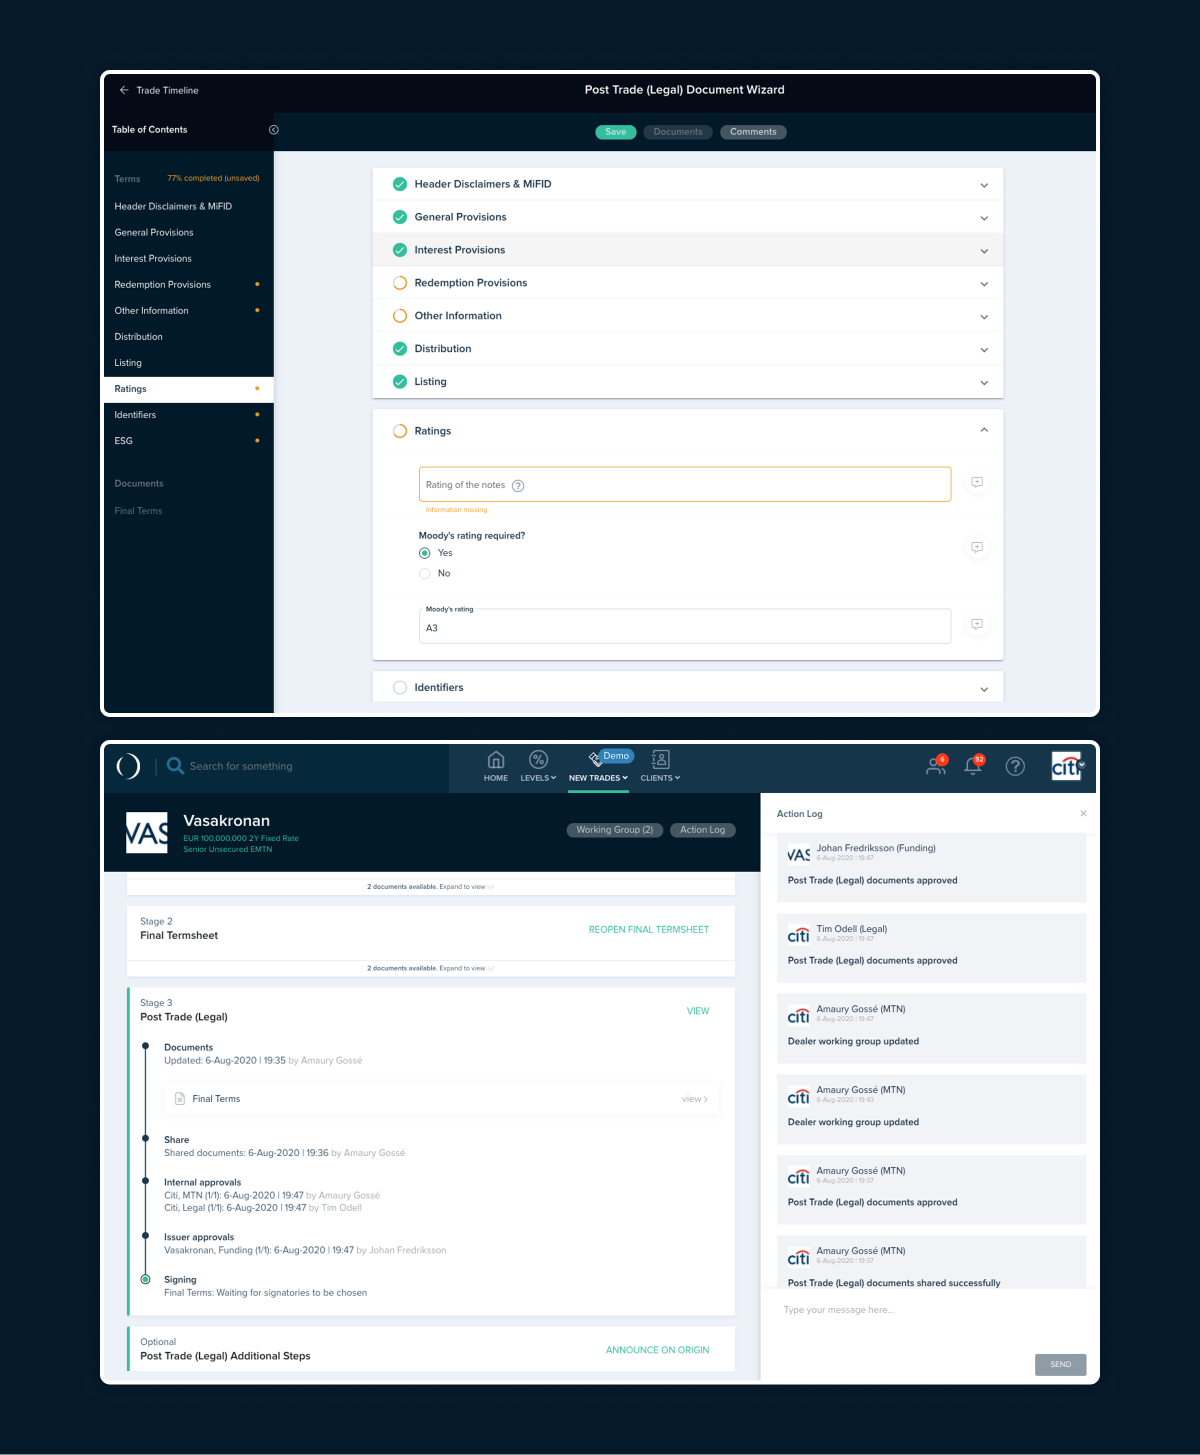 Trade Timeline
Post Trade (Legal) Document Wizard
Table of Contents
Save
Documents
Comments
Terms
77% completed (unsaved)
Header Disclaimers & MiFID
General Provisions
Interest Provisions
Redemption Provisions
Other Information
Distribution
Listing
Ratings
Identifiers
ESG
Documents
Final Terms
Header Disclaimers & MiFID
General Provisions
Interest Provisions
Redemption Provisions
Other Information
Distribution
Listing
Ratings
Rating of the notes ?
Information missing
Moody's rating required?
Yes
No
Moody's rating
A3
Identifiers
Search for something
HOME
LEVELS
Demo
NEW TRADES
CLIENTS
6
92
?
citi
VAS
Vasakronan
EUR 100,000,000 2Y Fixed Rate
Senior Unsecured EMTN
Working Group (2)
Action Log
2 documents available. Expand to view
Stage 2
Final Termsheet
REOPEN FINAL TERMSHEET
2 documents available. Expand to view
Stage 3
Post Trade (Legal)
VIEW
Documents
Updated: 6-Aug-2020 | 19:35 by Amaury Gossé
Final Terms
view >
Share
Shared documents: 6-Aug-2020 | 19:36 by Amaury Gossé
Internal approvals
Citi, MTN (1/1): 6-Aug-2020 | 19:47 by Amaury Gossé
Citi, Legal (1/1): 6-Aug-2020 | 19:47 by Tim Odell
Issuer approvals
Vasakronan, Funding (1/1): 6-Aug-2020 | 19:47 by Johan Fredriksson
Signing
Final Terms: Waiting for signatories to be chosen
Optional
Post Trade (Legal) Additional Steps
ANNOUNCE ON ORIGIN
Action Log
VAS
Johan Fredriksson (Funding)
6-Aug-2020 | 19:47
Post Trade (Legal) documents approved
citi
Tim Odell (Legal)
6-Aug-2020 | 19:47
Post Trade (Legal) documents approved
citi
Amaury Gossé (MTN)
6-Aug-2020 | 19:47
Dealer working group updated
citi
Amaury Gossé (MTN)
6-Aug-2020 | 19:43
Dealer working group updated
citi
Amaury Gossé (MTN)
6-Aug-2020 | 19:37
Post Trade (Legal) documents approved
citi
Amaury Gossé (MTN)
6-Aug-2020 | 19:37
Post Trade (Legal) documents shared successfully
Type your message here...
SEND